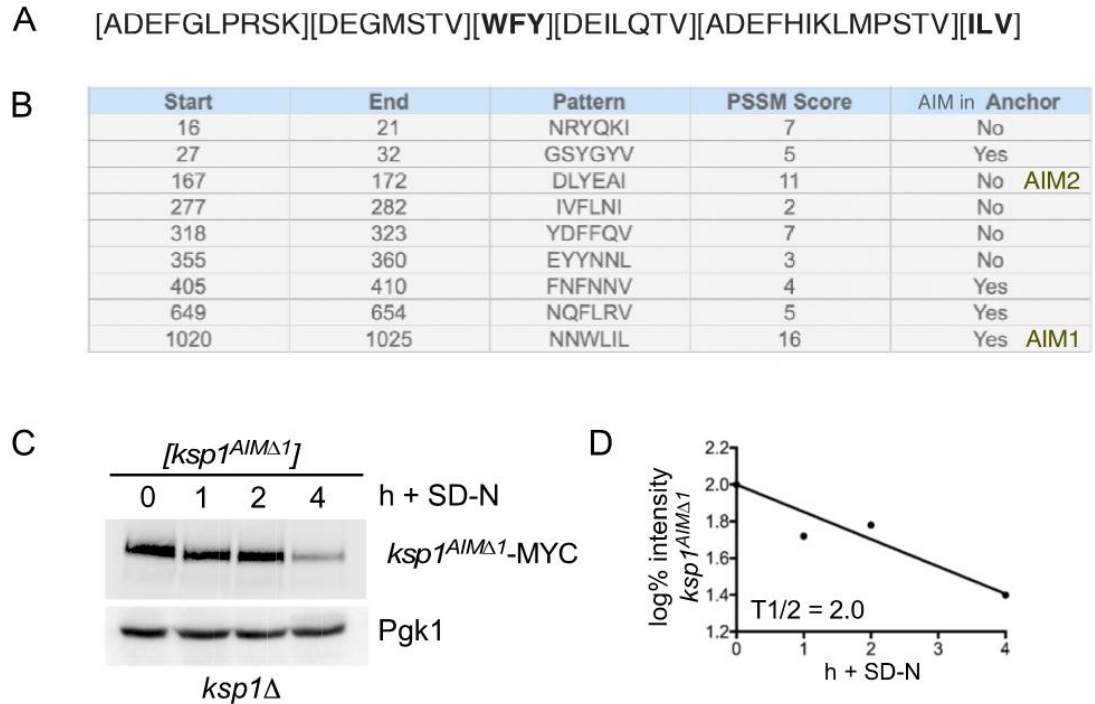 A [ADEFGLPRSK][DEGMSTV][WFY][DEILQTV][ADEFHIKLMPSTV][ILV]
B
Start End Pattern PSSM Score AIM in Anchor
16 21 NRYQKI 7 No
27 32 GSYGYV 5 Yes
167 172 DLYEAI 11 No AIM2
277 282 IVFLNI 2 No
318 323 YDFFQV 7 No
355 360 EYYNNL 3 No
405 410 FNFNNV 4 Yes
649 654 NQFLRV 5 Yes
1020 1025 NNWLIL 16 Yes AIM1
C
[ksp1AIMΔ1]
0 1 2 4 h + SD-N
ksp1AIMΔ1-MYC
Pgk1
ksp1Δ
D
log% intensity
ksp1AIMΔ1
2.2
2.0
1.8
1.6
1.4
1.2
T1/2 = 2.0
0 1 2 3 4
h + SD-N